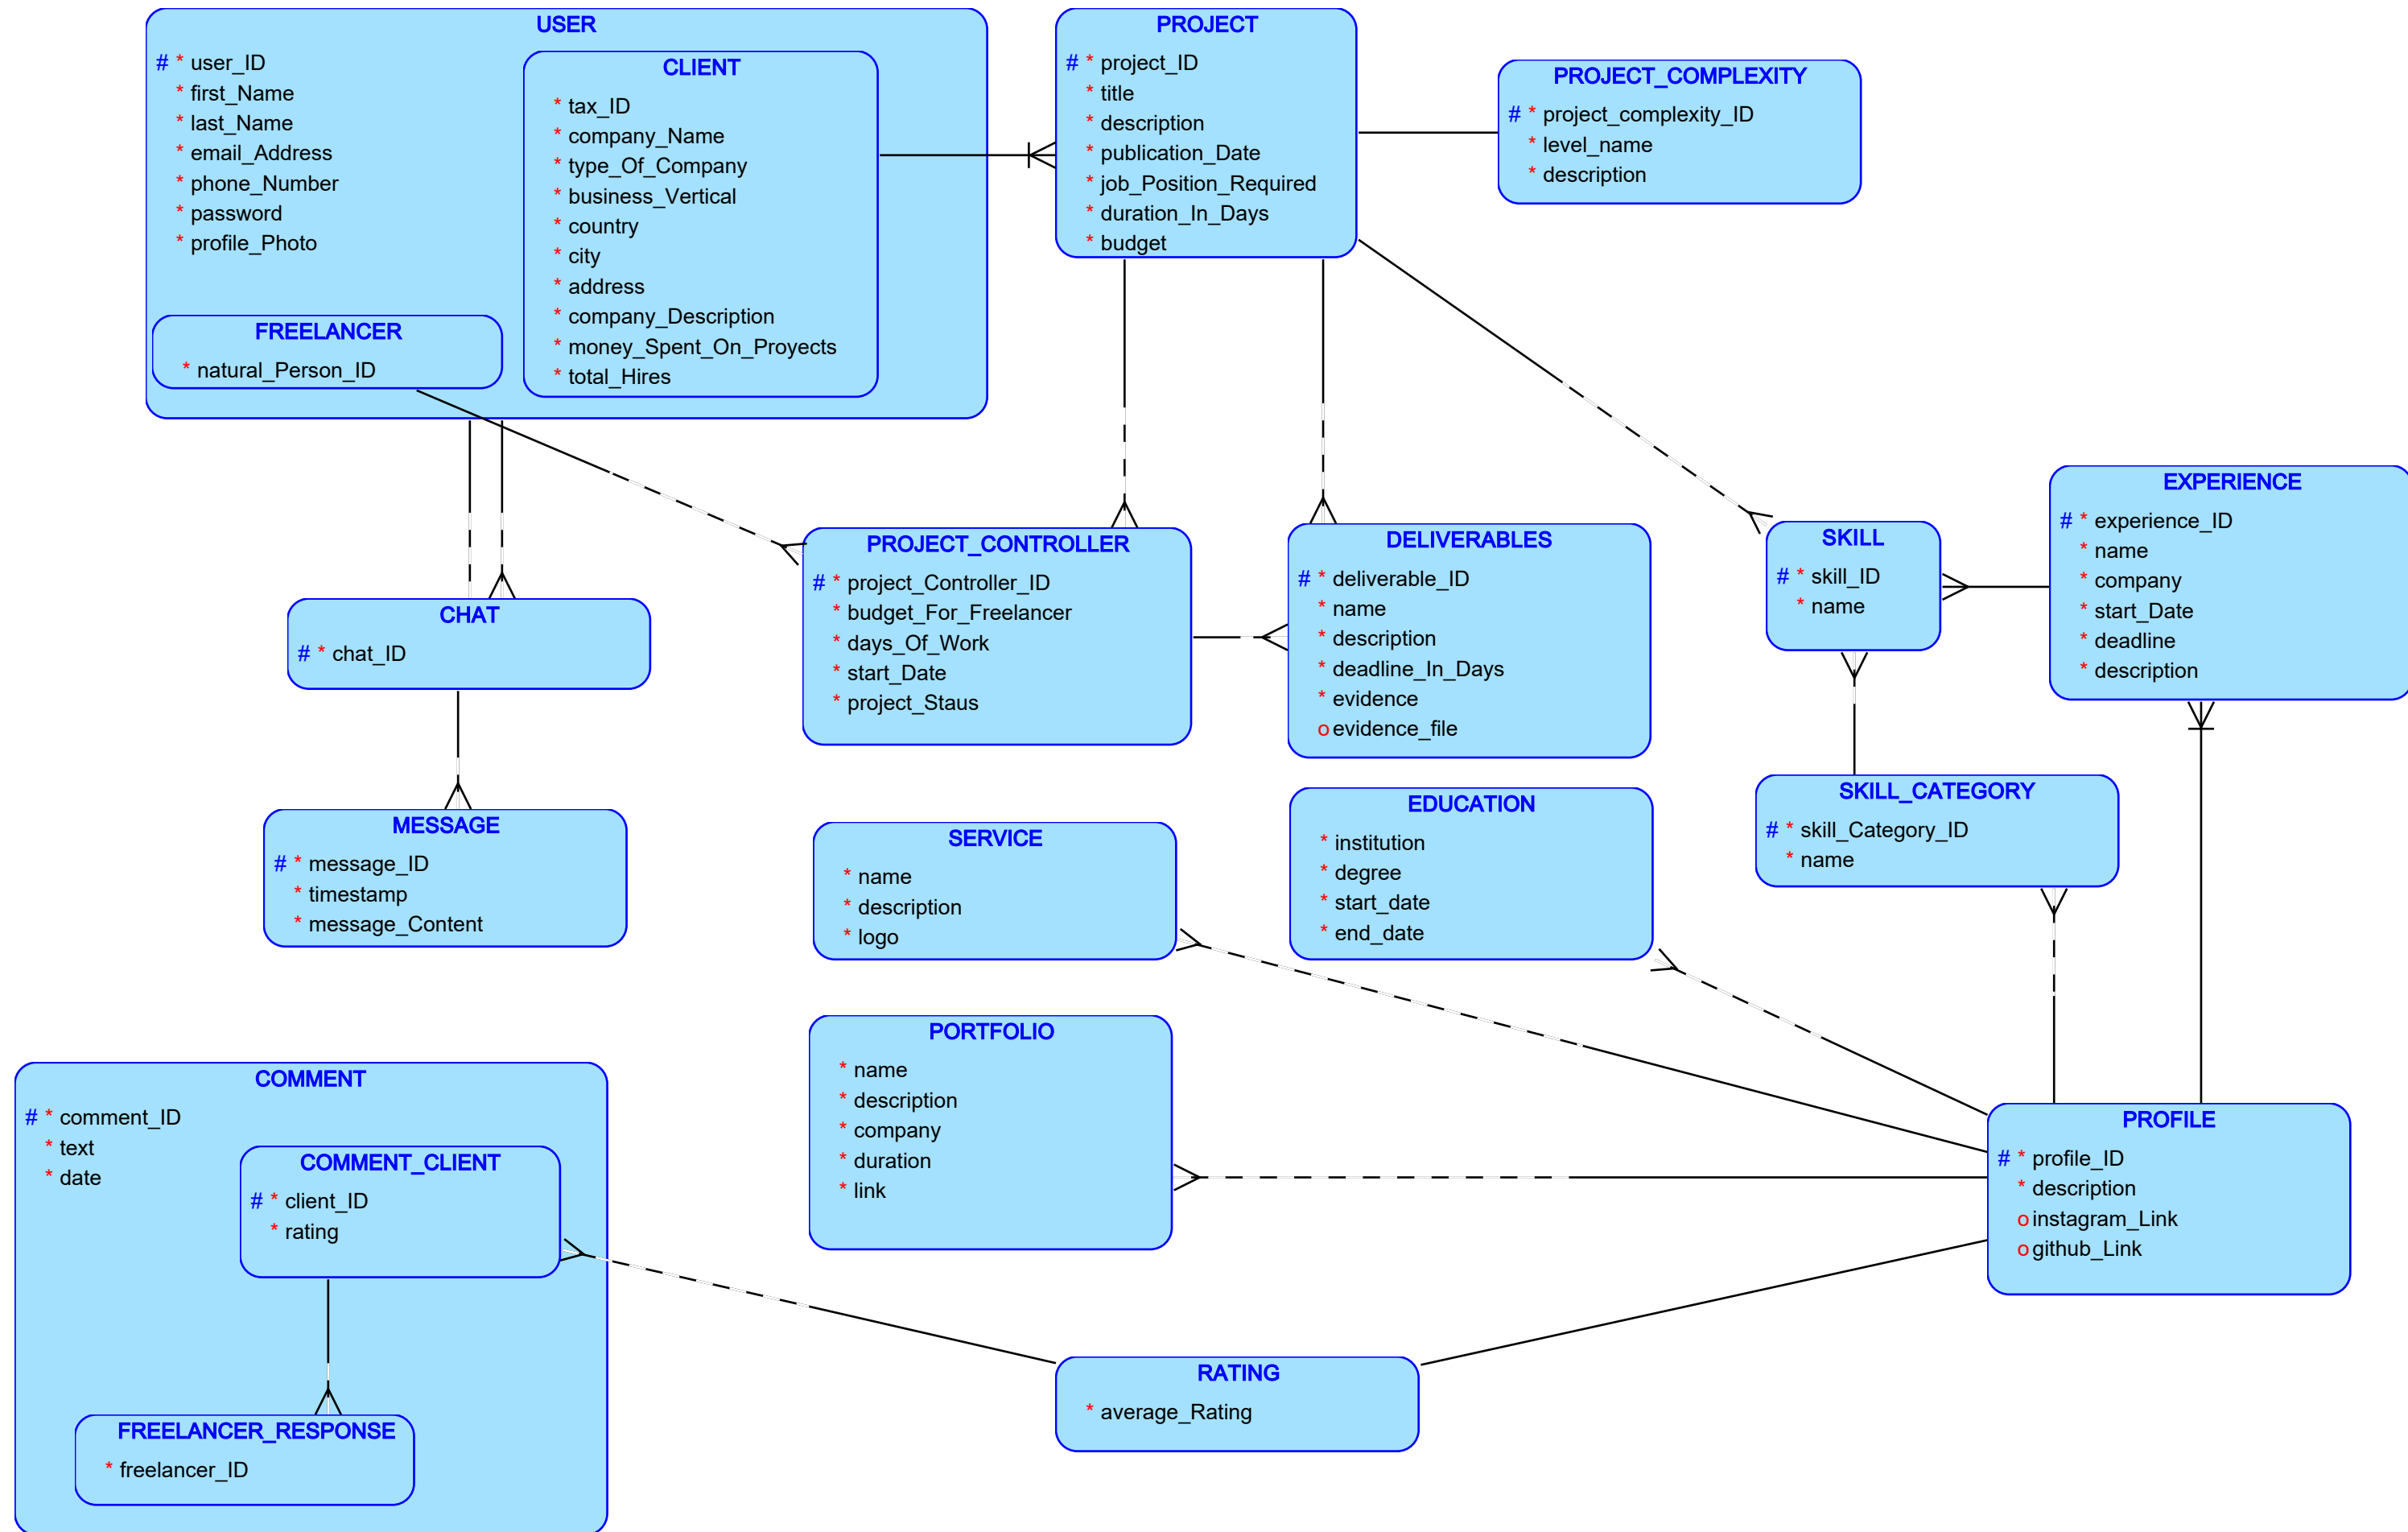 USER
# * user_ID
* first_Name
* last_Name
* email_Address
* phone_Number
* password
* profile_Photo
CLIENT
* tax_ID
* company_Name
* type_Of_Company
* business_Vertical
* country
* city
* address
* company_Description
* money_Spent_On_Proyects
* total_Hires
FREELANCER
* natural_Person_ID
PROJECT
# * project_ID
* title
* description
* publication_Date
* job_Position_Required
* duration_In_Days
* budget
PROJECT_COMPLEXITY
# * project_complexity_ID
* level_name
* description
CHAT
# * chat_ID
PROJECT_CONTROLLER
# * project_Controller_ID
* budget_For_Freelancer
* days_Of_Work
* start_Date
* project_Staus
DELIVERABLES
# * deliverable_ID
* name
* description
* deadline_In_Days
* evidence
o evidence_file
SKILL
# * skill_ID
* name
EXPERIENCE
# * experience_ID
* name
* company
* start_Date
* deadline
* description
MESSAGE
# * message_ID
* timestamp
* message_Content
SERVICE
* name
* description
* logo
EDUCATION
* institution
* degree
* start_date
* end_date
SKILL_CATEGORY
# * skill_Category_ID
* name
PORTFOLIO
* name
* description
* company
* duration
* link
PROFILE
# * profile_ID
* description
o instagram_Link
o github_Link
COMMENT
# * comment_ID
* text
* date
COMMENT_CLIENT
# * client_ID
* rating
FREELANCER_RESPONSE
* freelancer_ID
RATING
* average_Rating